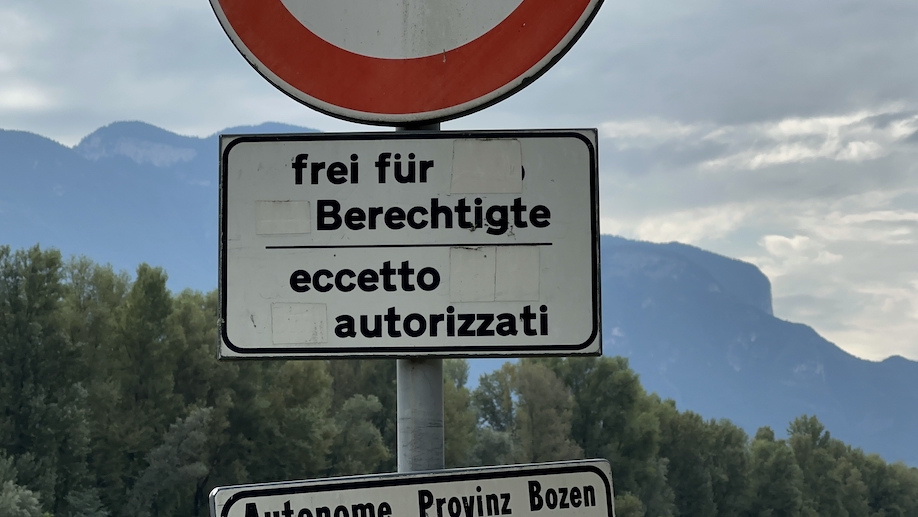 frei für
Berechtigte
eccetto
autorizzati
Autonome Provinz Bozen